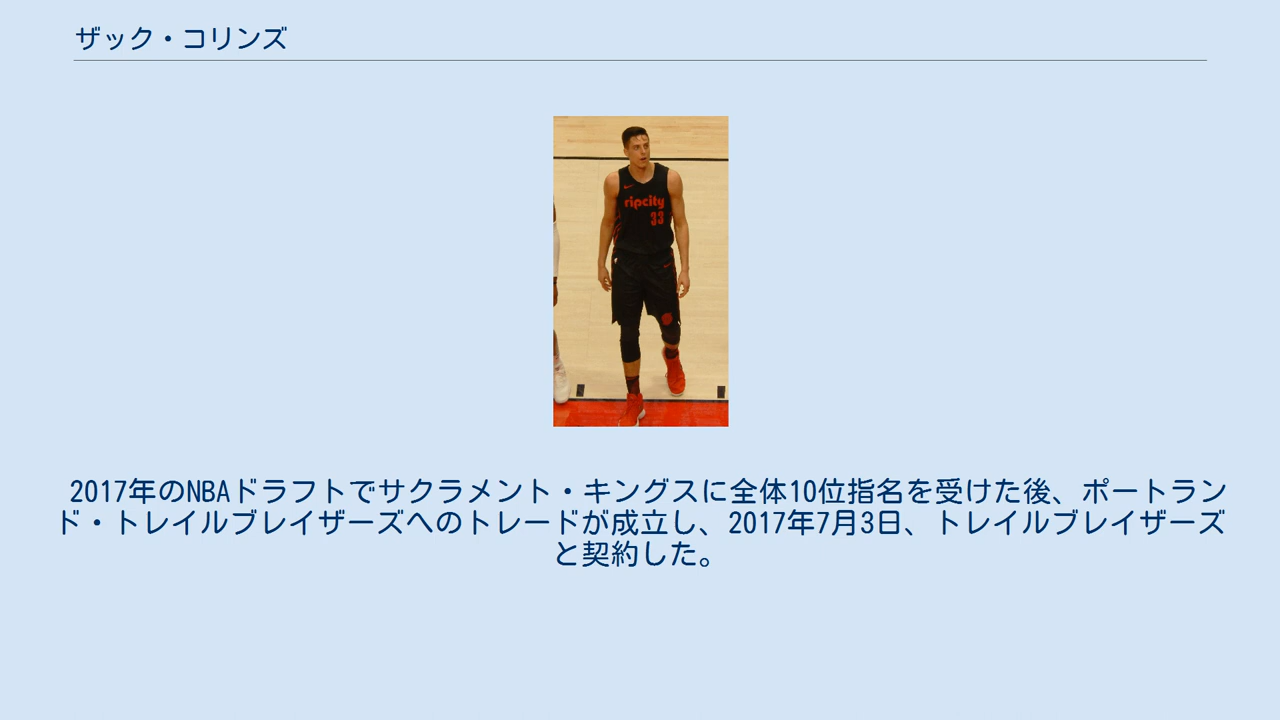 ザック・コリンズ
ripcity
33
2017年のNBAドラフトでサクラメント・キングスに全体10位指名を受けた後、ポートラン
ド・トレイルブレイザーズへのトレードが成立し、2017年7月3日、トレイルブレイザーズ
と契約した。